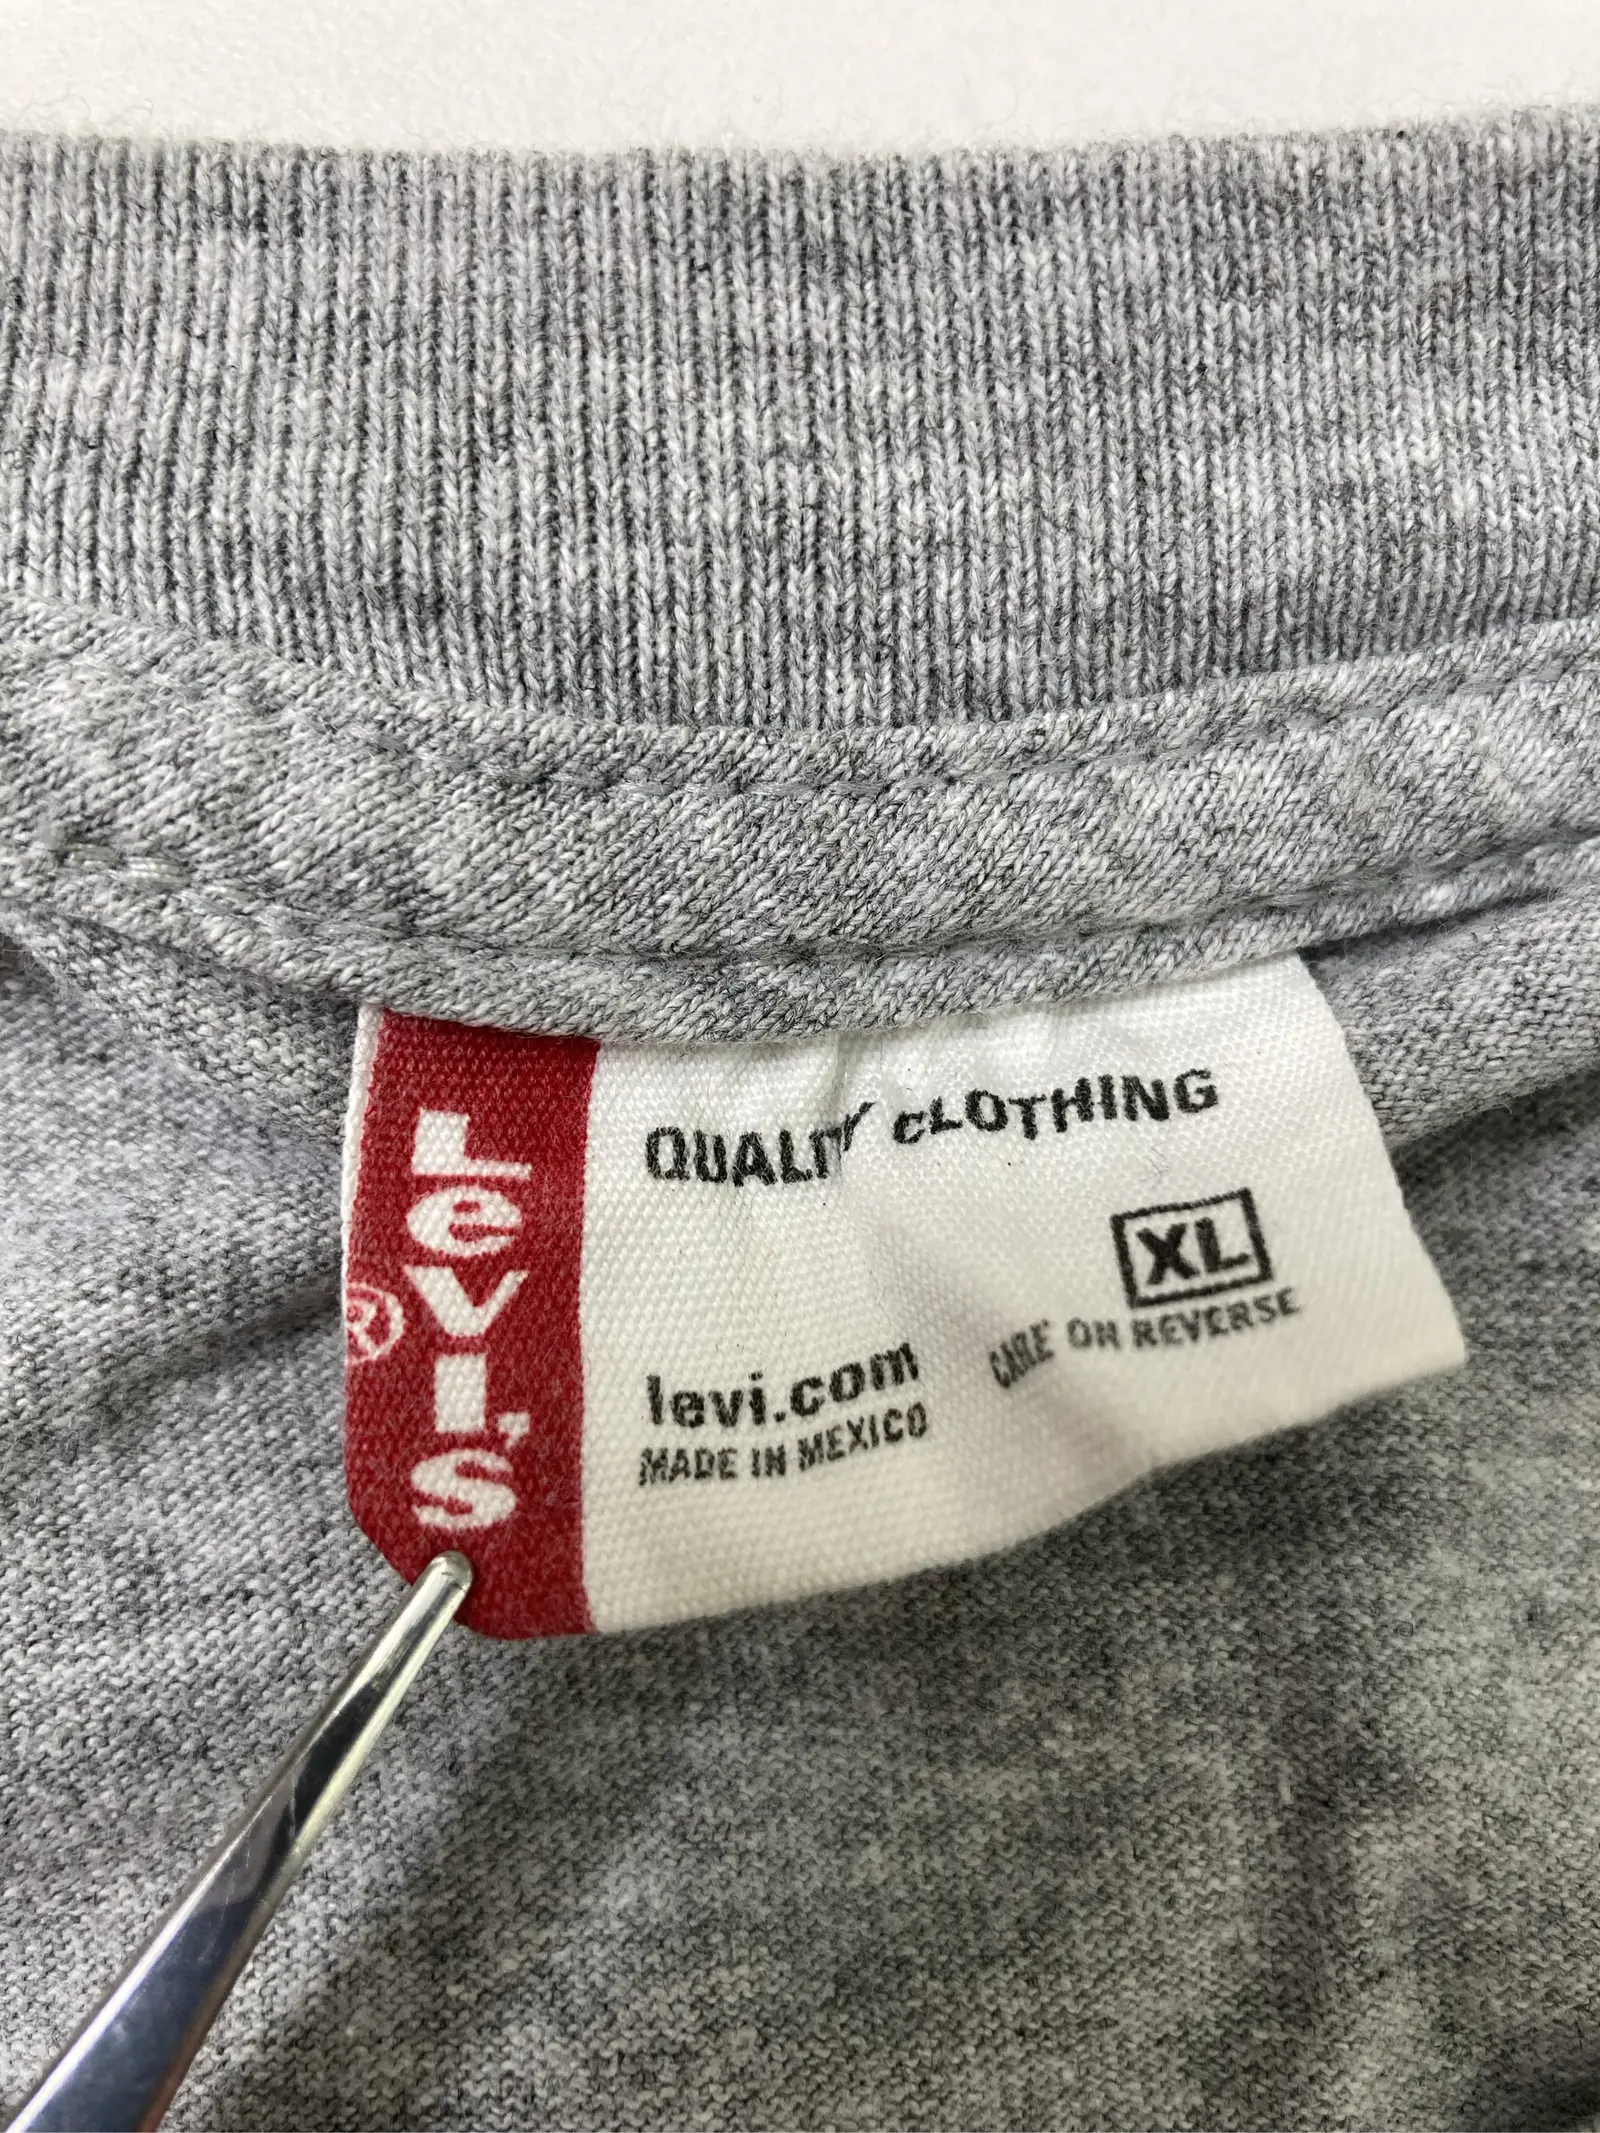 LEVI'S
®
QUALITY CLOTHING
XL
CARE ON REVERSE
levi.com
MADE IN MEXICO